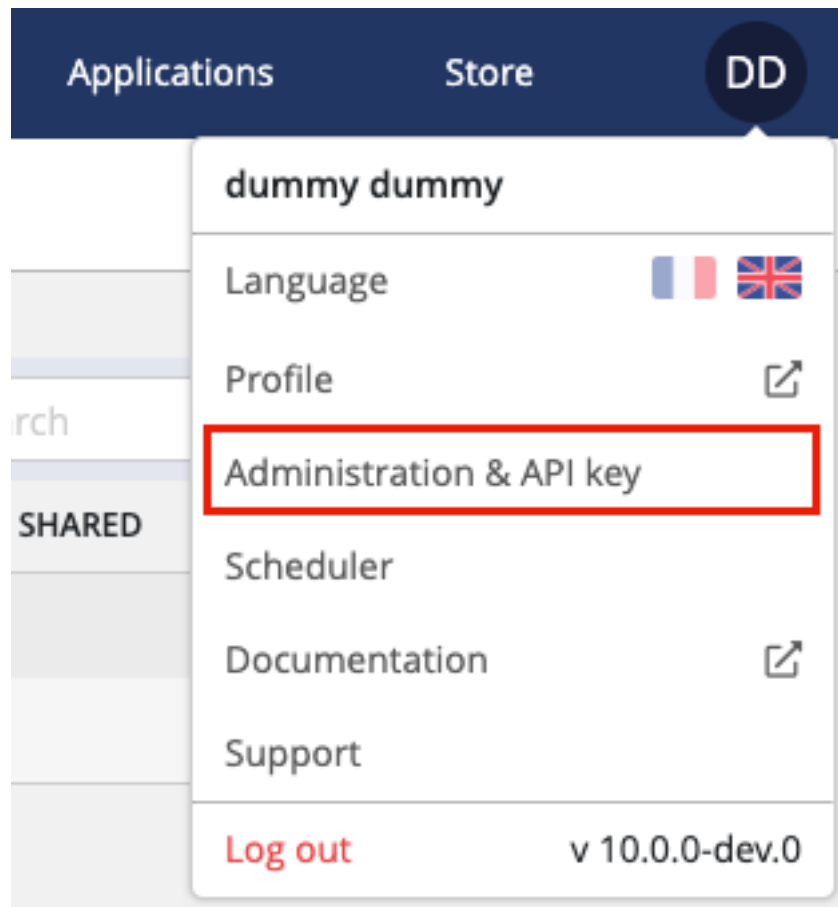 Applications Store DD
dummy dummy
Language
Profile
rch
Administration & API key
SHARED
Scheduler
Documentation
Support
Log out v 10.0.0-dev.0